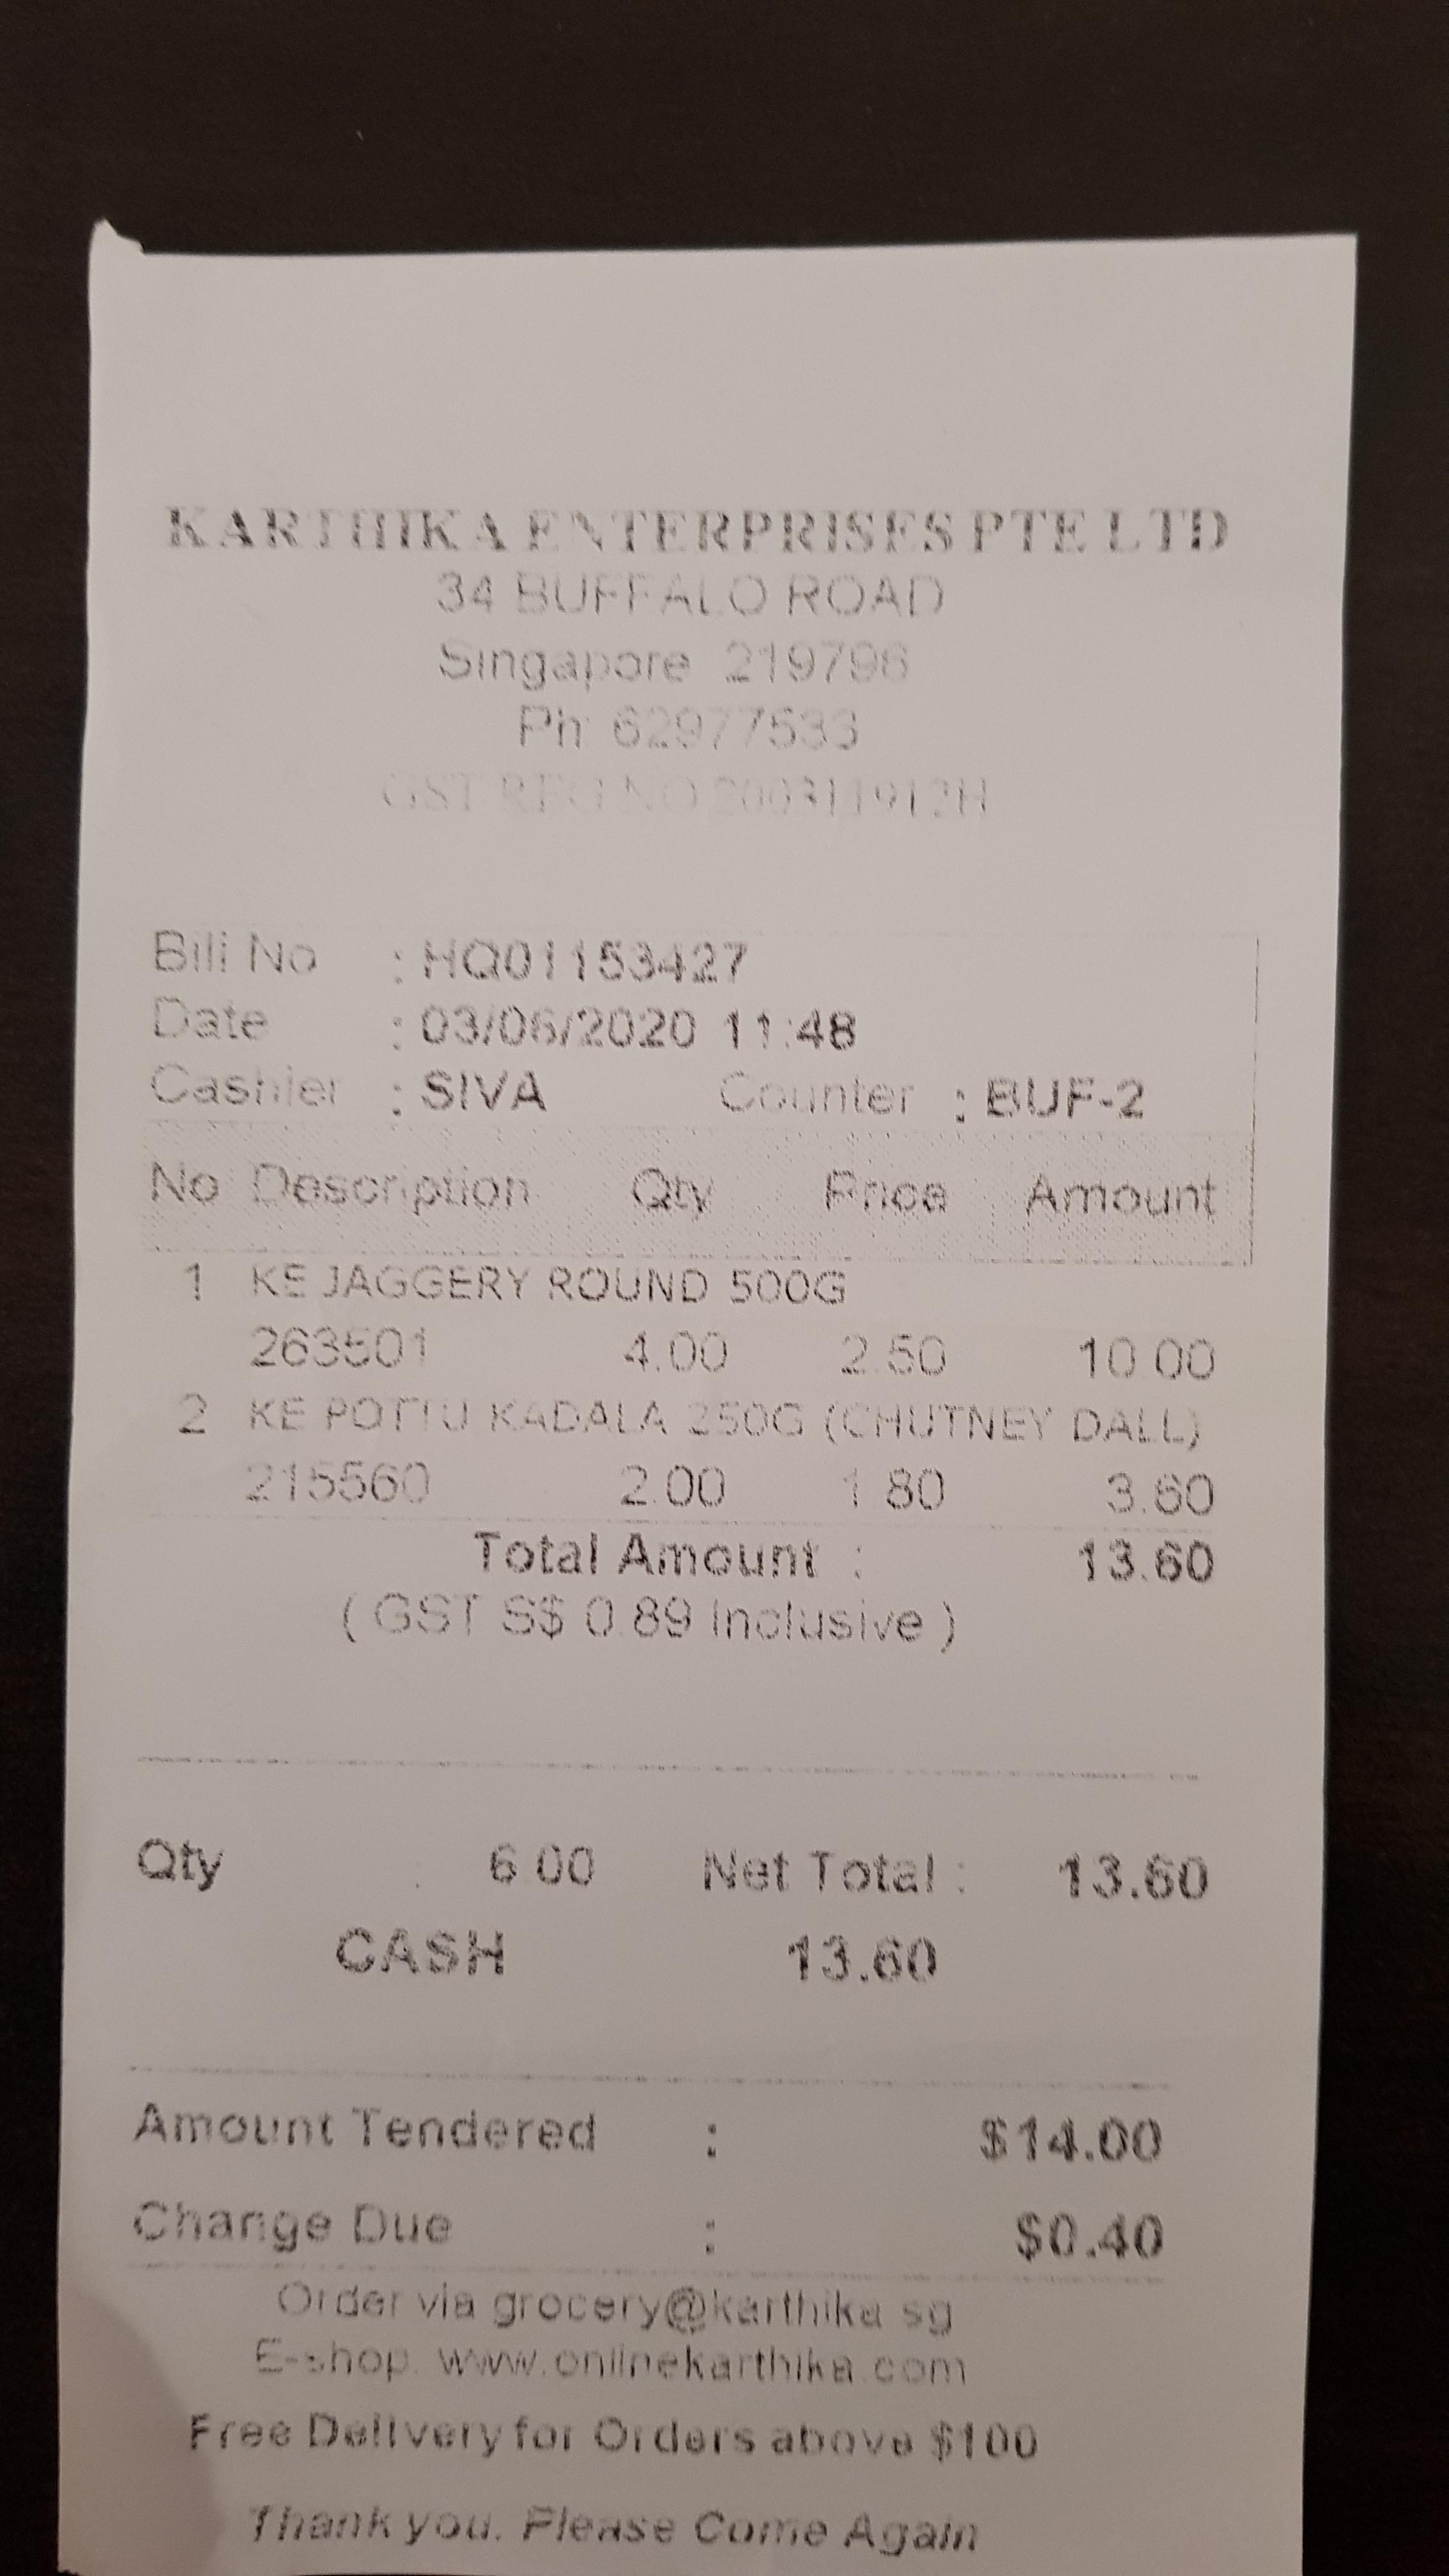 KARTHIKA ENTERPRISES PTE LTD
34 BUFFALO ROAD
Singapore 219796
Ph 62977533
GST REG NO 200311912H
Bill No : HQ01153427
Date : 03/06/2020 11:48
Cashier : SIVA Counter : BUF-2
No Description Qty Price Amount
1 KE JAGGERY ROUND 500G
263501 4.00 2.50 10.00
2 KE POTTU KADALA 250G (CHUTNEY DALL)
215560 2.00 1.80 3.60
Total Amount : 13.60
( GST S$ 0.89 Inclusive )
Qty : 6.00 Net Total : 13.60
CASH 13.60
Amount Tendered : $14.00
Change Due : $0.40
Order via grocery@karthika.sg
E-shop. www.onlinekarthika.com
Free Delivery for Orders above $100
Thank you. Please Come Again